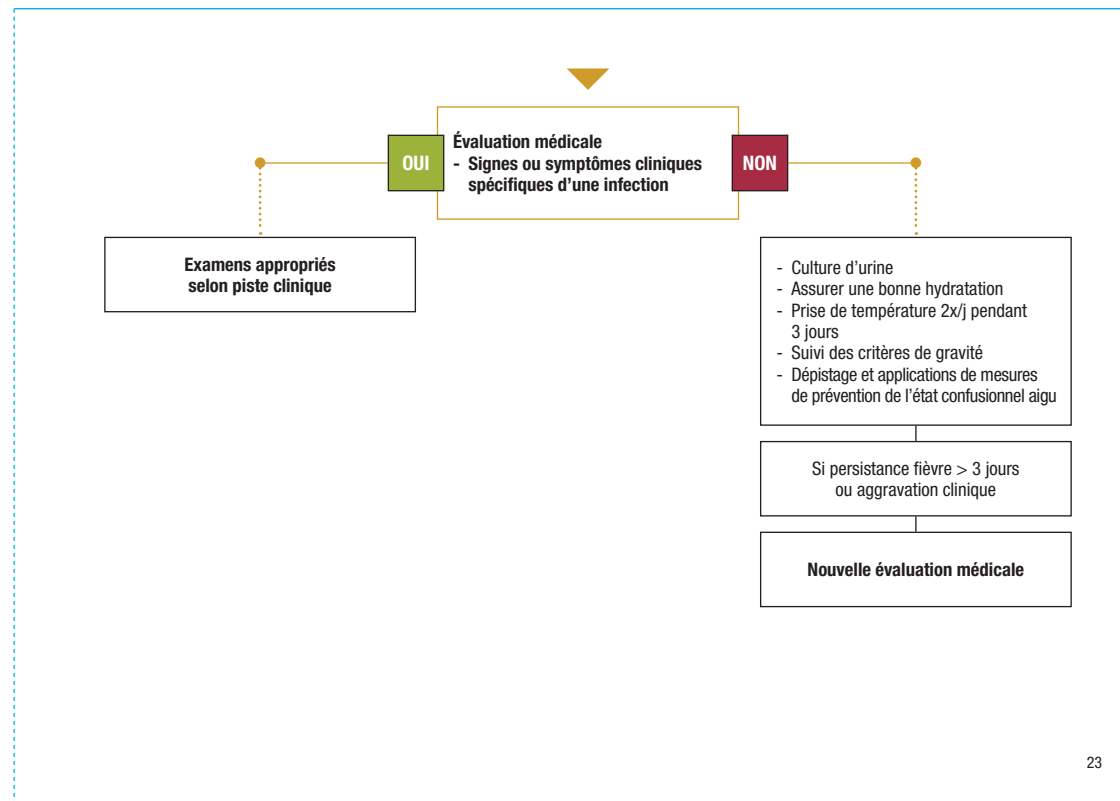 Évaluation médicale
- Signes ou symptômes cliniques
spécifiques d'une infection
OUI
NON
Examens appropriés
selon piste clinique
- Culture d'urine
- Assurer une bonne hydratation
- Prise de température 2x/j pendant
3 jours
- Suivi des critères de gravité
- Dépistage et applications de mesures
de prévention de l'état confusionnel aigu
Si persistance fièvre > 3 jours
ou aggravation clinique
Nouvelle évaluation médicale
23